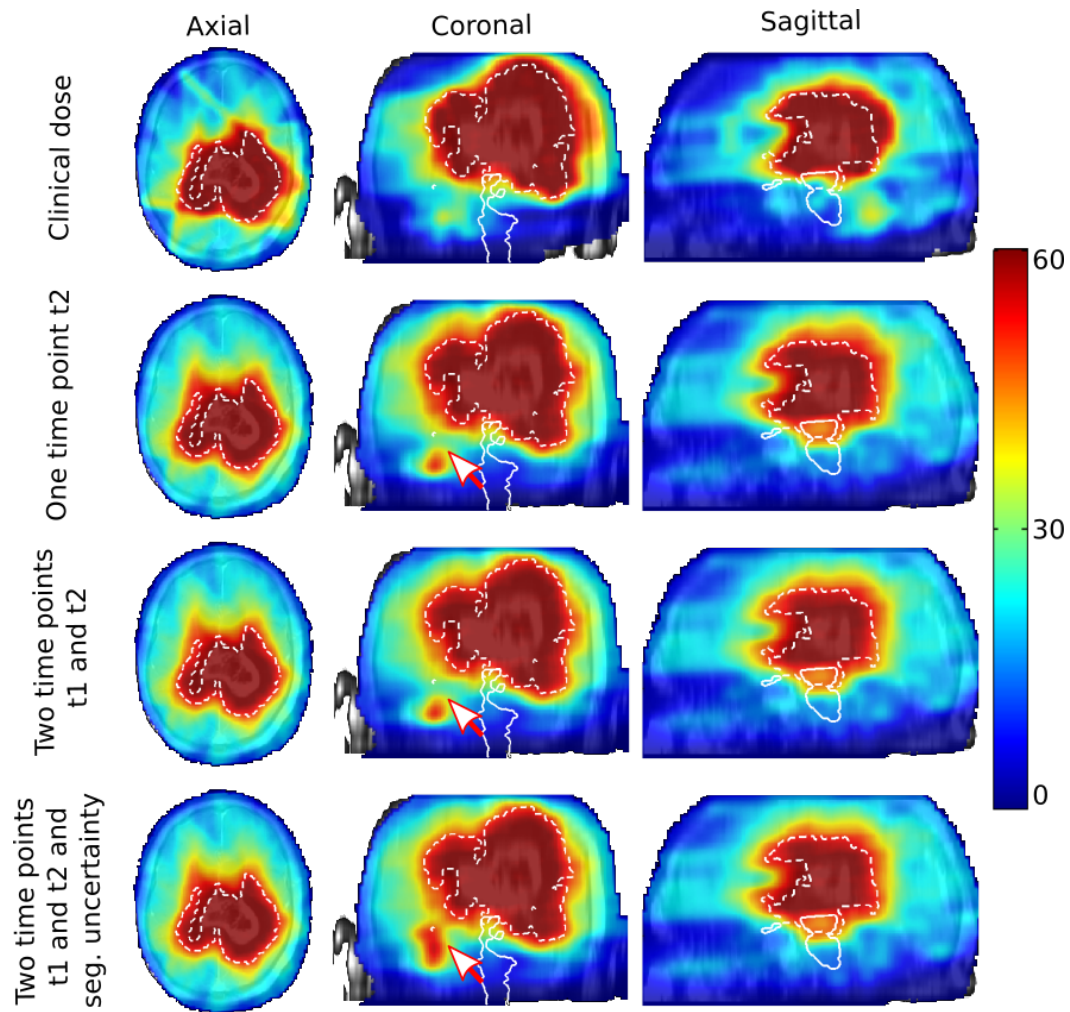 Axial
Coronal
Sagittal
Clinical dose
One time point t2
Two time points
t1 and t2
Two time points
t1 and t2 and
seg. uncertainty
60
30
0